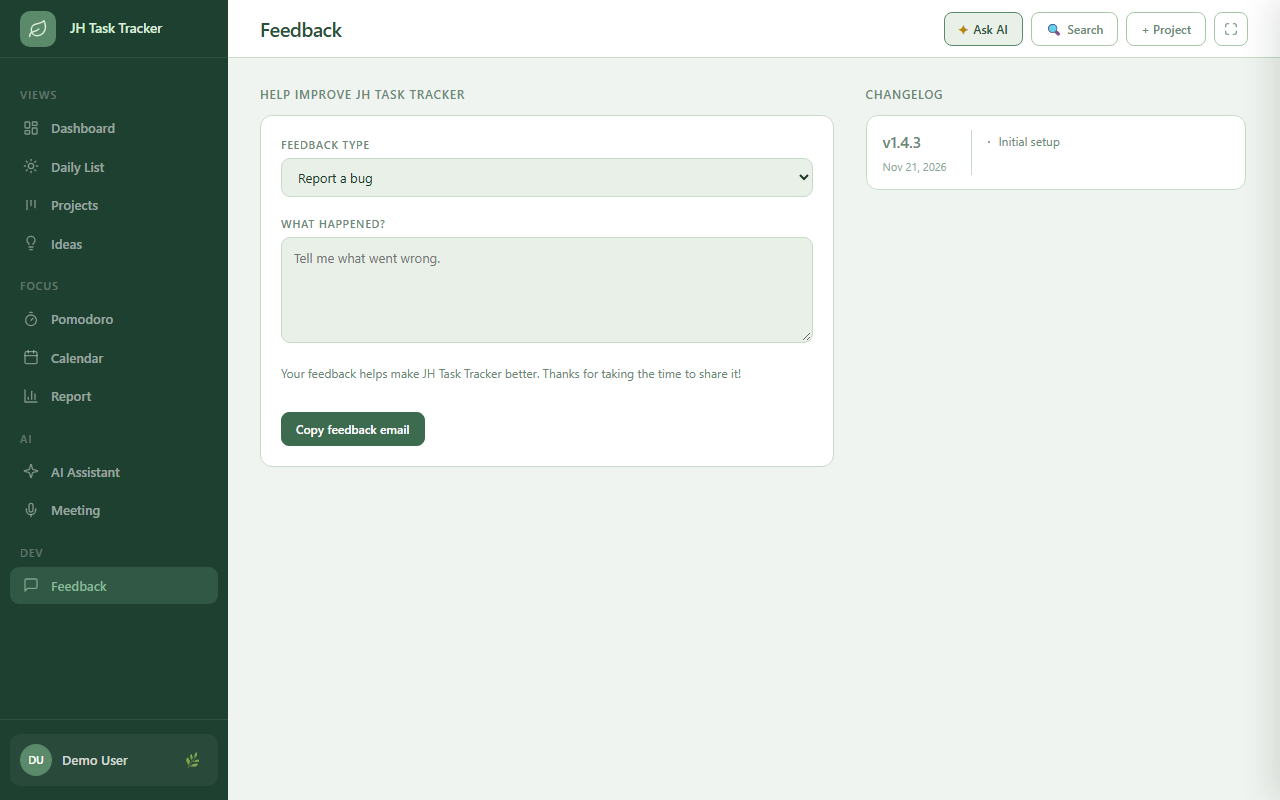 JH Task Tracker
VIEWS
Dashboard
Daily List
Projects
Ideas
FOCUS
Pomodoro
Calendar
Report
AI
AI Assistant
Meeting
DEV
Feedback
DU
Demo User
Feedback
✦ Ask AI
Search
+ Project
HELP IMPROVE JH TASK TRACKER
FEEDBACK TYPE
Report a bug
WHAT HAPPENED?
Tell me what went wrong.
Your feedback helps make JH Task Tracker better. Thanks for taking the time to share it!
Copy feedback email
CHANGELOG
v1.4.3
Nov 21, 2026
· Initial setup